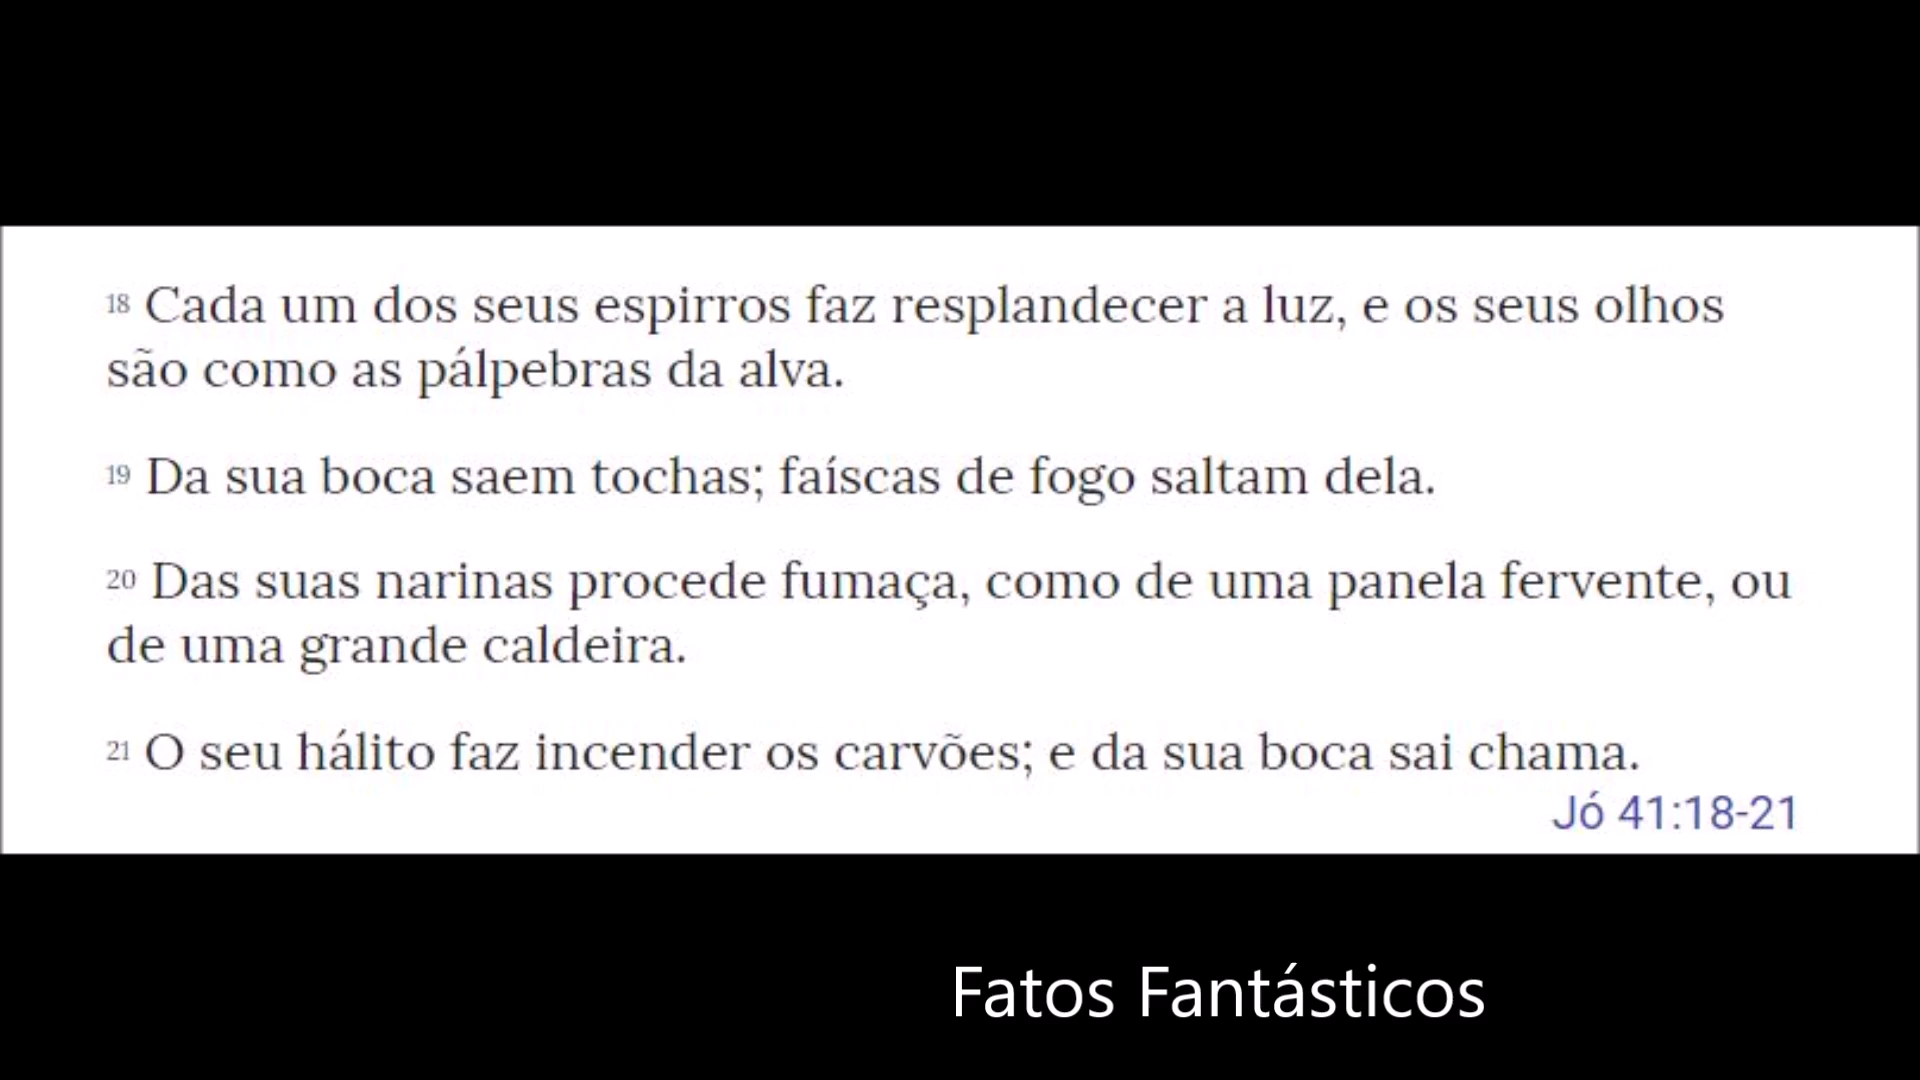 18 Cada um dos seus espirros faz resplandecer a luz, e os seus olhos
são como as pálpebras da alva.
19 Da sua boca saem tochas; faíscas de fogo saltam dela.
20 Das suas narinas procede fumaça, como de uma panela fervente, ou
de uma grande caldeira.
21 O seu hálito faz incender os carvões; e da sua boca sai chama.
Jó 41:18-21
Fatos Fantásticos